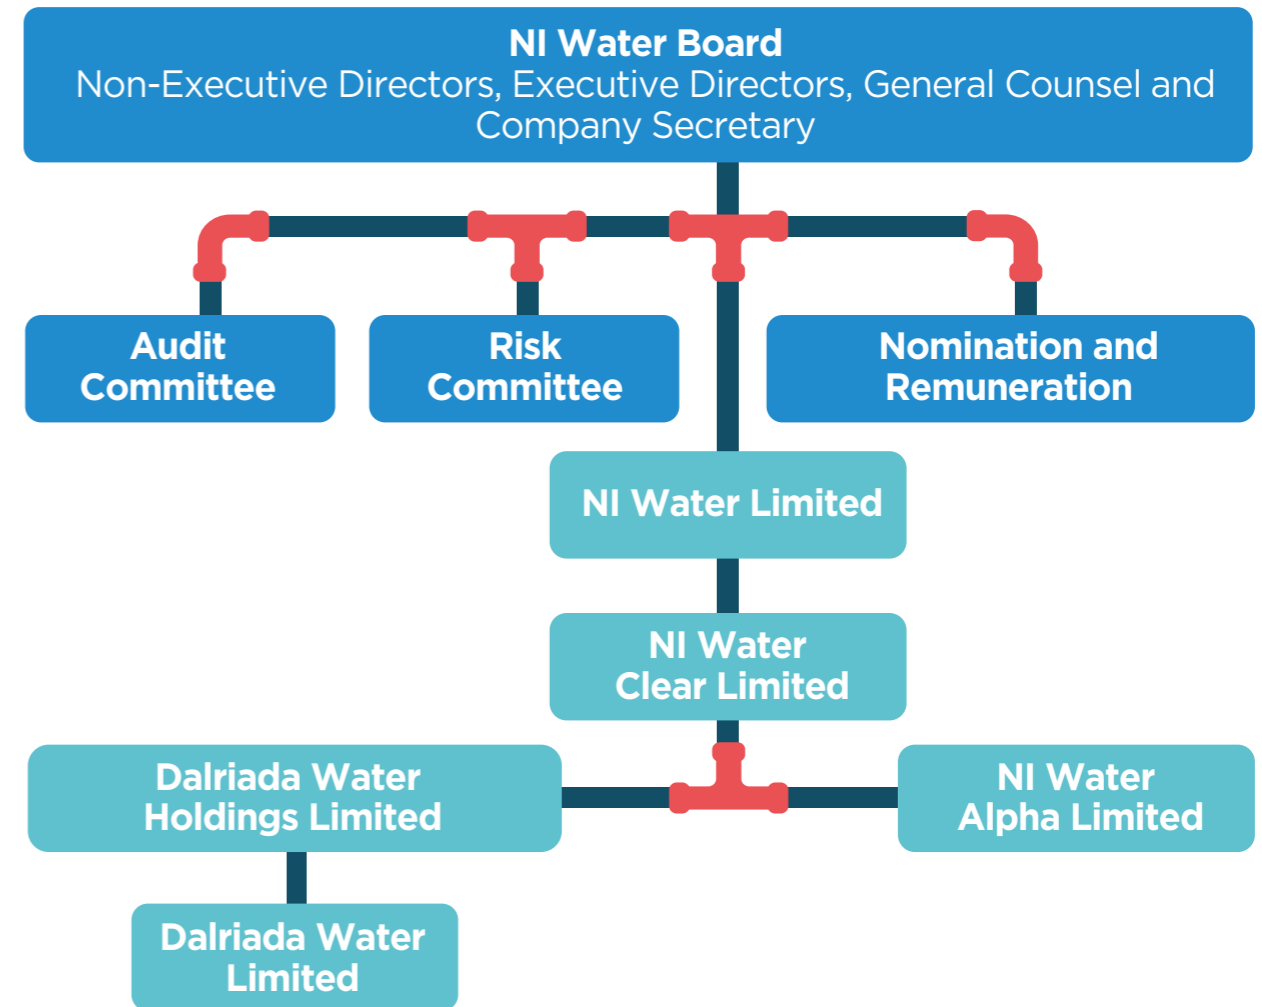 NI Water Board
Non-Executive Directors, Executive Directors, General Counsel and
Company Secretary
Audit
Committee
Risk
Committee
Nomination and
Remuneration
NI Water Limited
NI Water
Clear Limited
Dalriada Water
Holdings Limited
NI Water
Alpha Limited
Dalriada Water
Limited